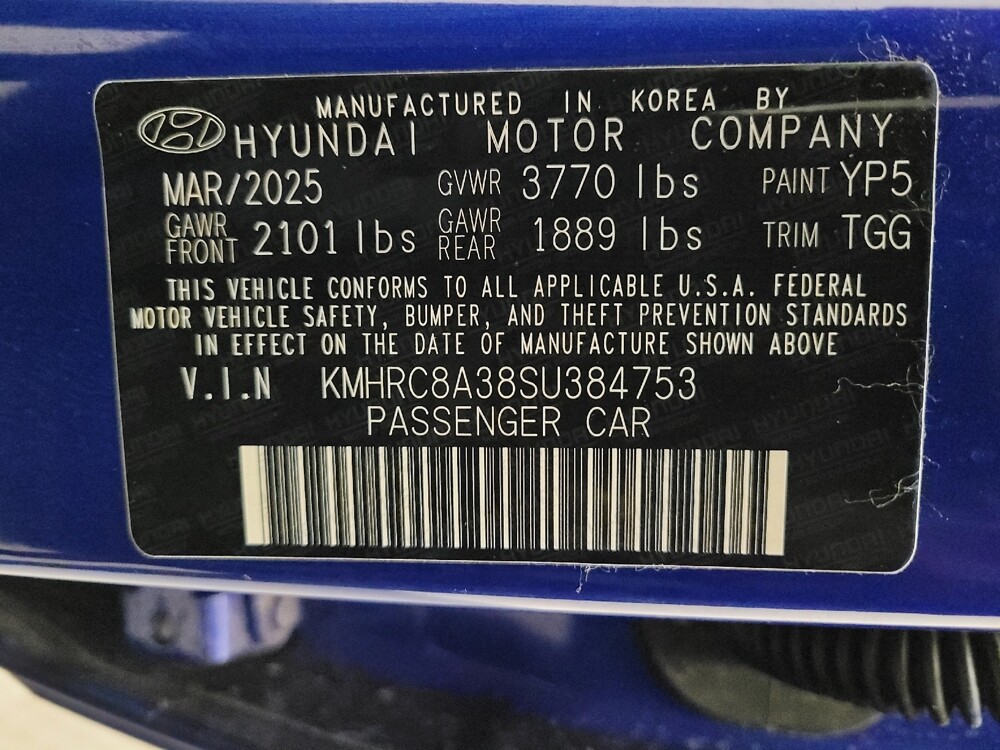 MANUFACTURED IN KOREA BY
HYUNDAI MOTOR COMPANY
MAR/2025 GVWR 3770 lbs PAINT YP5
GAWR FRONT 2101 lbs GAWR REAR 1889 lbs TRIM TGG
THIS VEHICLE CONFORMS TO ALL APPLICABLE U.S.A. FEDERAL
MOTOR VEHICLE SAFETY, BUMPER, AND THEFT PREVENTION STANDARDS
IN EFFECT ON THE DATE OF MANUFACTURE SHOWN ABOVE
V.I.N KMHRC8A38SU384753
PASSENGER CAR